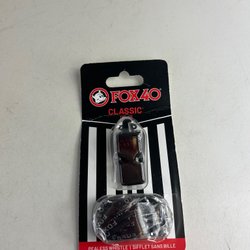 FOX40
CLASSIC
PEALESS WHISTLE | SIFFLET SANS BILLE